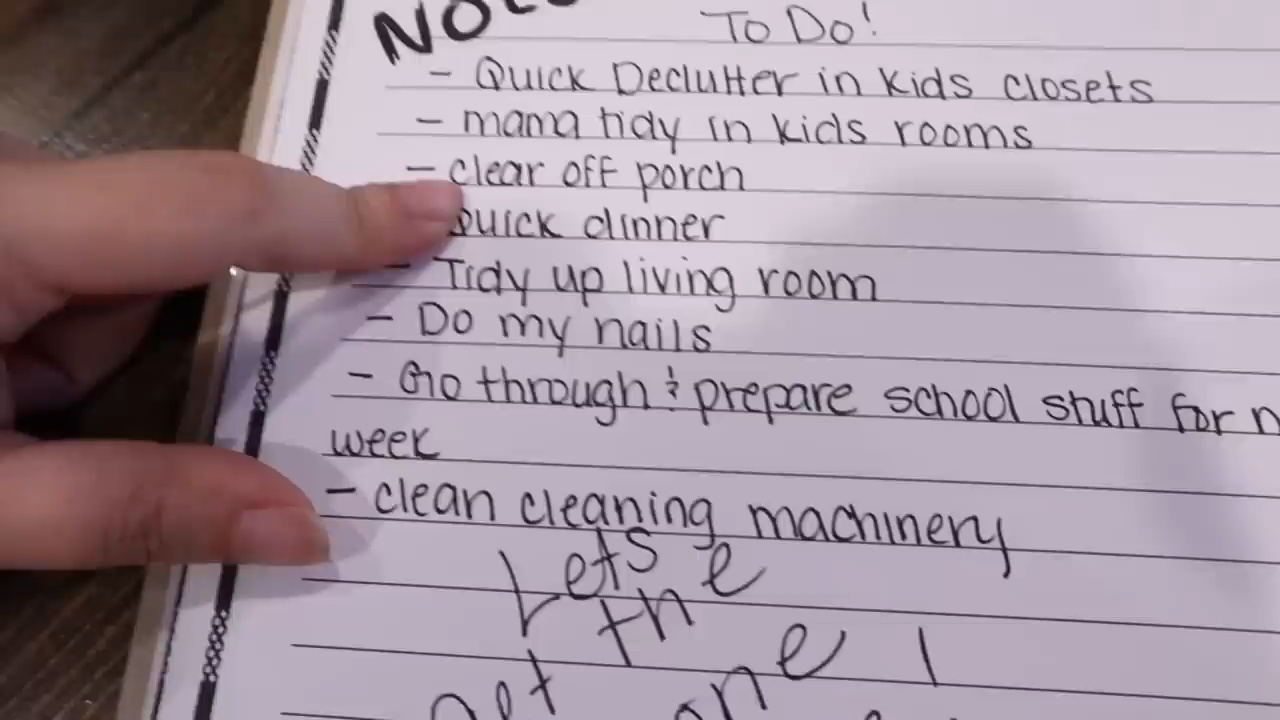 To Do!
- Quick Declutter in kids closets
- mama tidy in kids rooms
- clear off porch
Quick dinner
- Tidy up living room
- Do my nails
- Go through & prepare school stuff for
week
- clean cleaning machinery
Lets
the